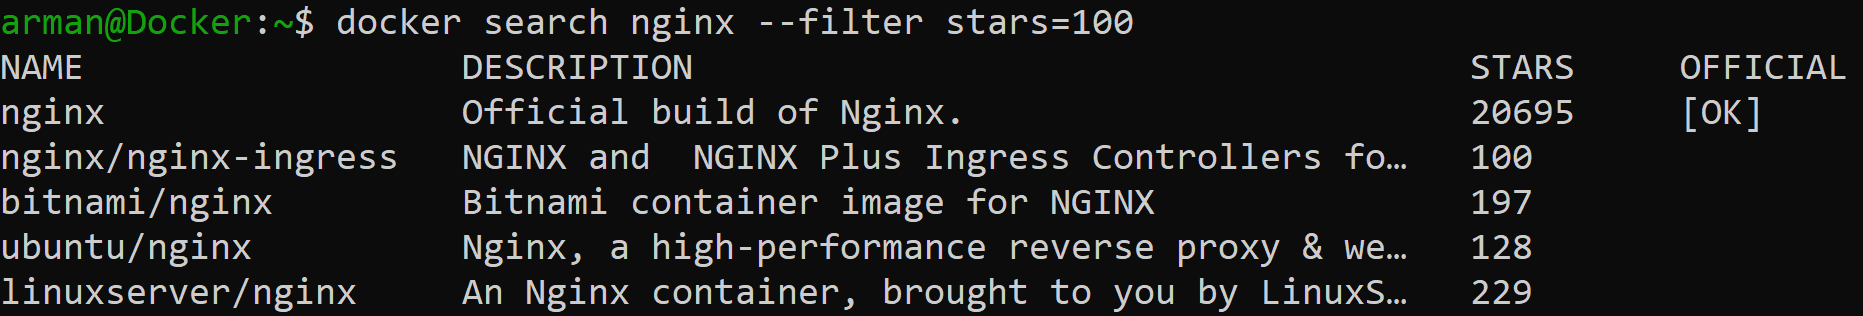 arman@Docker:~$ docker search nginx --filter stars=100
NAME                  DESCRIPTION                                     STARS     OFFICIAL
nginx                 Official build of Nginx.                        20695     [OK]
nginx/nginx-ingress   NGINX and  NGINX Plus Ingress Controllers fo…   100
bitnami/nginx         Bitnami container image for NGINX               197
ubuntu/nginx          Nginx, a high-performance reverse proxy & we…   128
linuxserver/nginx     An Nginx container, brought to you by LinuxS…   229